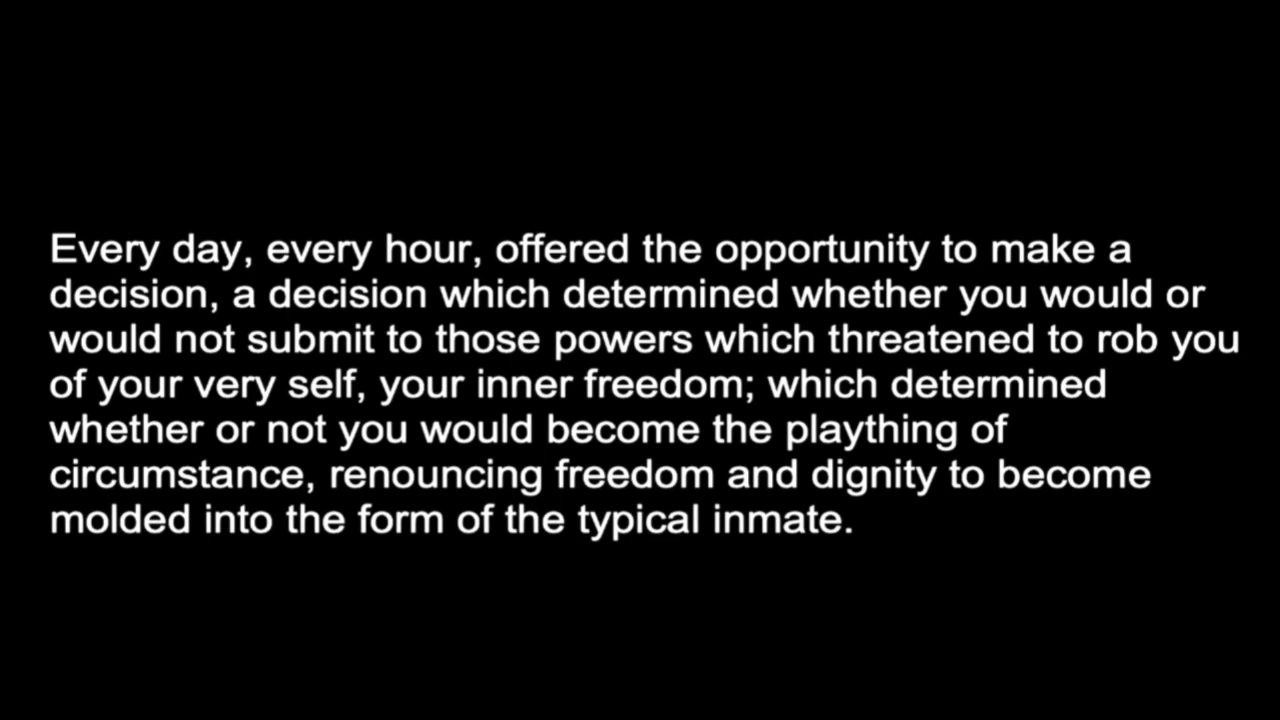 Every day, every hour, offered the opportunity to make a
decision, a decision which determined whether you would or
would not submit to those powers which threatened to rob you
of your very self, your inner freedom; which determined
whether or not you would become the plaything of
circumstance, renouncing freedom and dignity to become
molded into the form of the typical inmate.